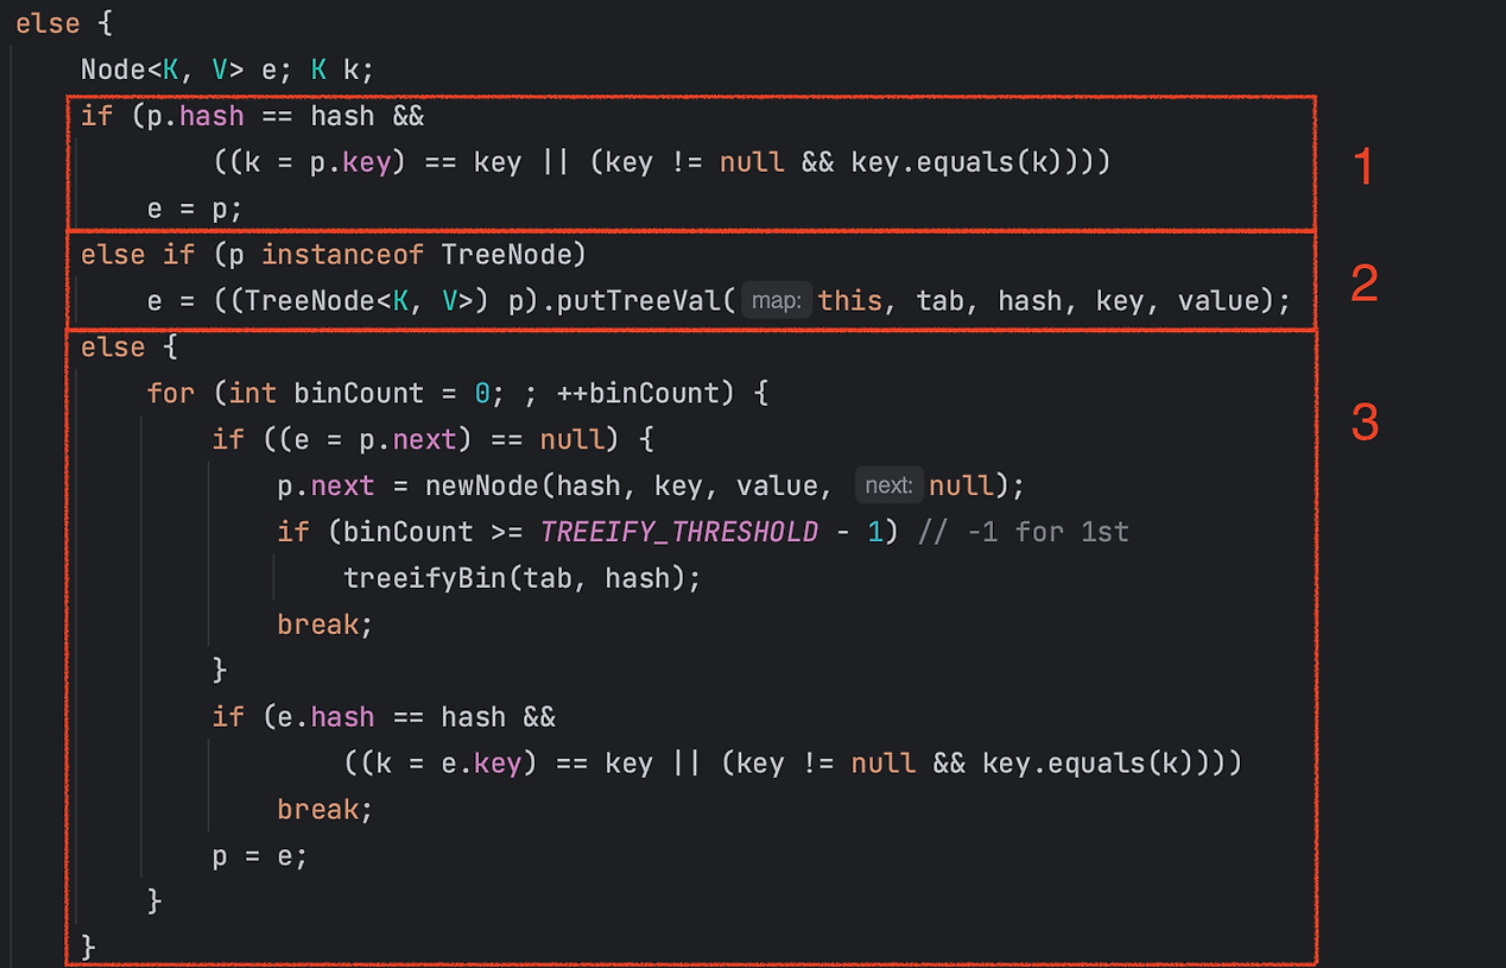 else {
Node<K, V> e; K k;
if (p.hash == hash &&
((k = p.key) == key || (key != null && key.equals(k))))
1
e = p;
else if (p instanceof TreeNode)
e = ((TreeNode<K, V>) p).putTreeVal( map: this, tab, hash, key, value);
2
else {
for (int binCount = 0; ; ++binCount) {
3
if ((e = p.next) == null) {
p.next = newNode(hash, key, value, next: null);
if (binCount >= TREEIFY_THRESHOLD - 1) // -1 for 1st
treeifyBin(tab, hash);
break;
}
if (e.hash == hash &&
((k = e.key) == key || (key != null && key.equals(k))))
break;
p = e;
}
}